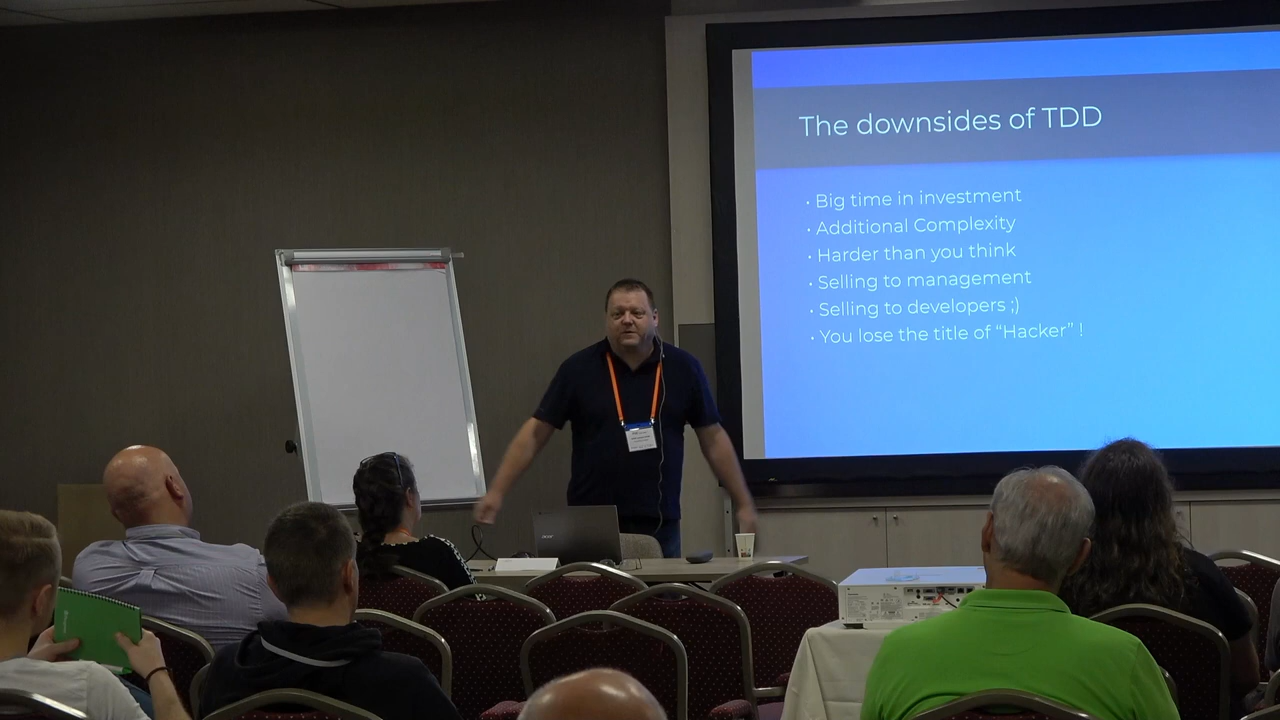 The downsides of TDD
• Big time in investment
• Additional Complexity
• Harder than you think
• Selling to management
• Selling to developers ;)
• You lose the title of “Hacker” !
acer